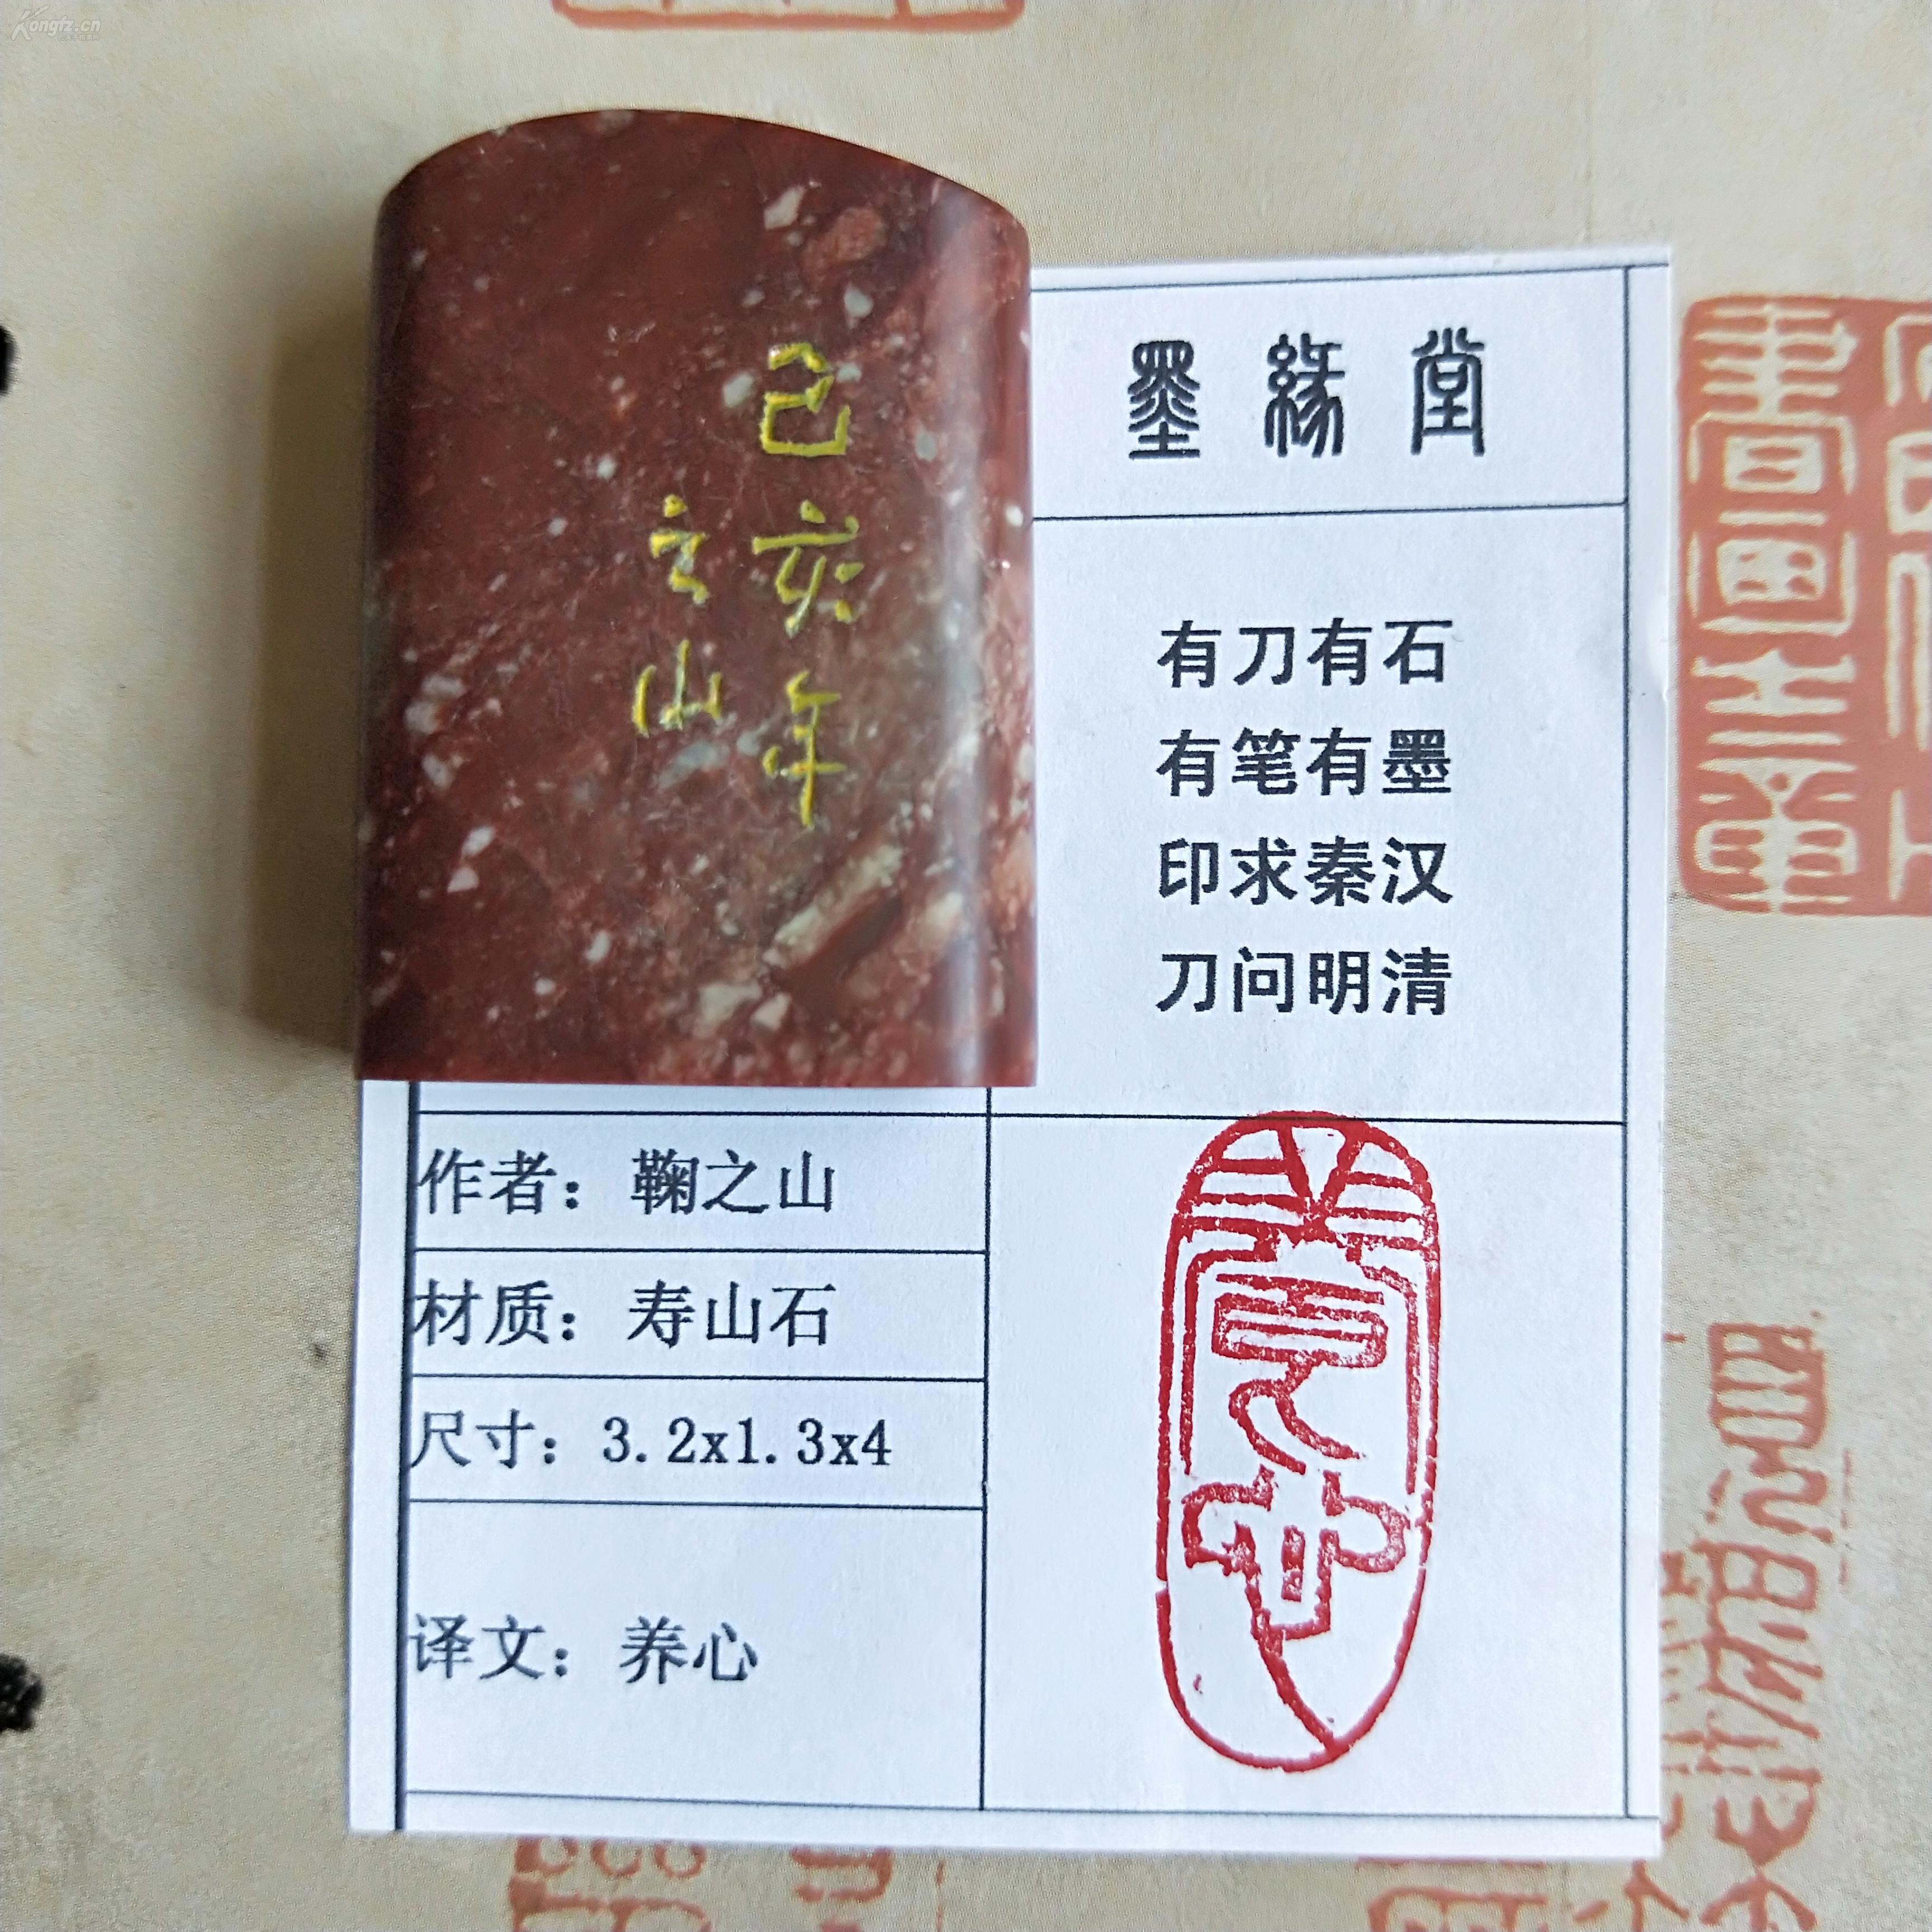 Kongfz.cn
己亥年
之山
墨緣堂
有刀有石
有笔有墨
印求秦汉
刀问明清
作者：鞠之山
材质：寿山石
尺寸：3.2x1.3x4
译文：养心
養心